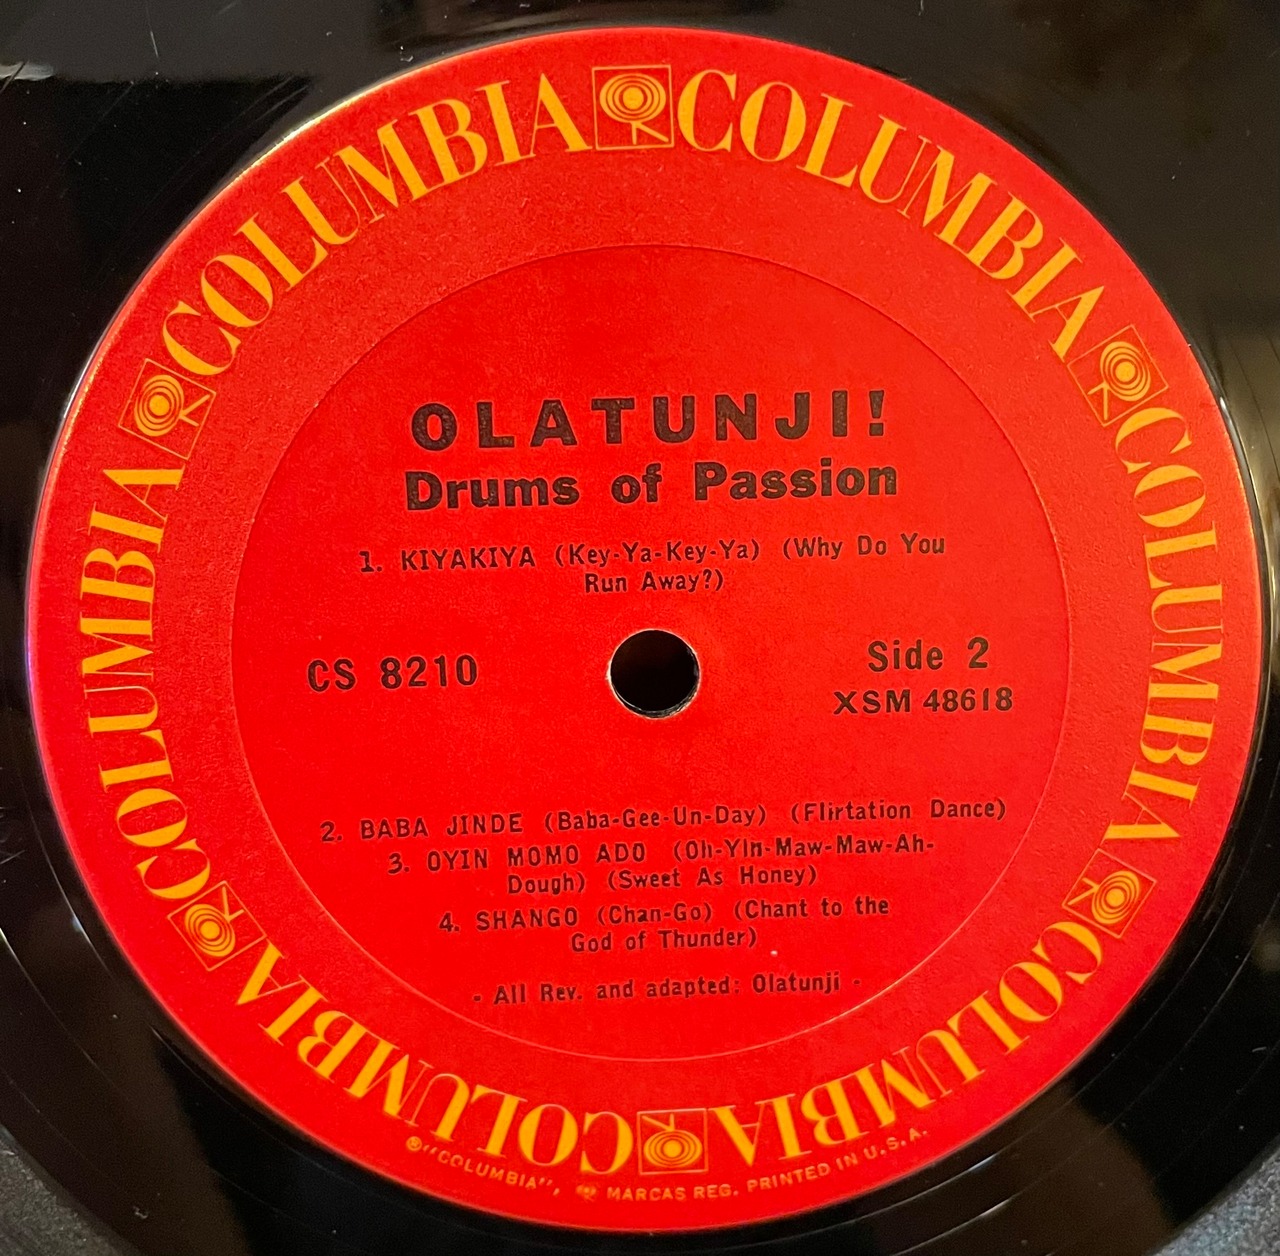 COLUMBIA COLUMBIA COLUMBIA COLUMBIA COLUMBIA COLUMBIA
OLATUNJI!
Drums of Passion
1. KIYAKIYA (Key-Ya-Key-Ya) (Why Do You
Run Away?)
CS 8210
Side 2
XSM 48618
2. BABA JINDE (Baba-Gee-Un-Day) (Flirtation Dance)
3. OYIN MOMO ADO (Oh-Yin-Maw-Maw-Ah-
Dough) (Sweet As Honey)
4. SHANGO (Chan-Go) (Chant to the
God of Thunder)
- All Rev. and adapted: Olatunji -
®"COLUMBIA", MARCAS REG. PRINTED IN U.S.A.